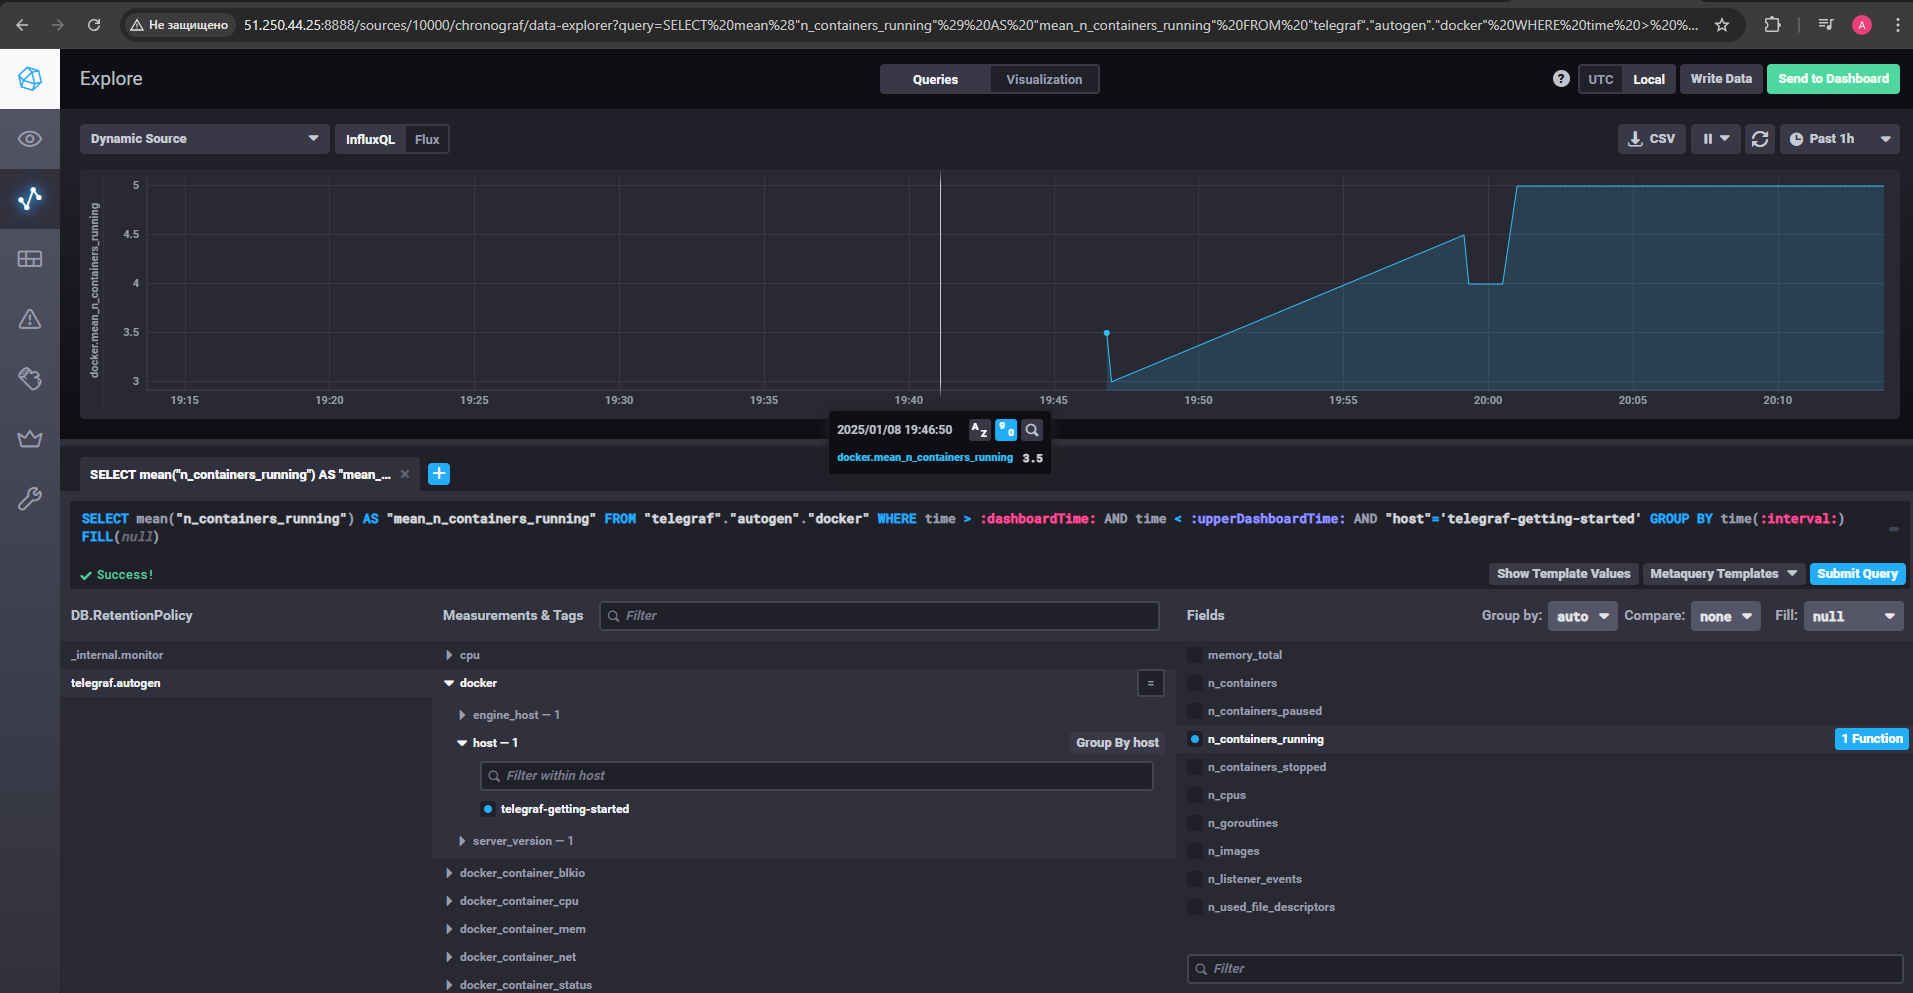 Не защищено
51.250.44.25:8888/sources/10000/chronograf/data-explorer?query=SELECT%20mean%28"n_containers_running"%29%20AS%20"mean_n_containers_running"%20FROM%20"telegraf"."autogen"."docker"%20WHERE%20time%20>%20%...
A
Explore
Queries
Visualization
?
UTC
Local
Write Data
Send to Dashboard
Dynamic Source
InfluxQL
Flux
CSV
Past 1h
docker.mean_n_containers_running
5
4.5
4
3.5
3
19:15
19:20
19:25
19:30
19:35
19:40
19:45
19:50
19:55
20:00
20:05
20:10
2025/01/08 19:46:50
A Z
9 0
docker.mean_n_containers_running 3.5
SELECT mean("n_containers_running") AS "mean_...
SELECT mean("n_containers_running") AS "mean_n_containers_running" FROM "telegraf"."autogen"."docker" WHERE time > :dashboardTime: AND time < :upperDashboardTime: AND "host"='telegraf-getting-started' GROUP BY time(:interval:)
FILL(null)
Success!
Show Template Values
Metaquery Templates
Submit Query
DB.RetentionPolicy
_internal.monitor
telegraf.autogen
Measurements & Tags
Filter
cpu
docker
=
engine_host — 1
host — 1
Group By host
Filter within host
telegraf-getting-started
server_version — 1
docker_container_blkio
docker_container_cpu
docker_container_mem
docker_container_net
docker_container_status
Fields
Group by: auto
Compare: none
Fill: null
memory_total
n_containers
n_containers_paused
n_containers_running
1 Function
n_containers_stopped
n_cpus
n_goroutines
n_images
n_listener_events
n_used_file_descriptors
Filter